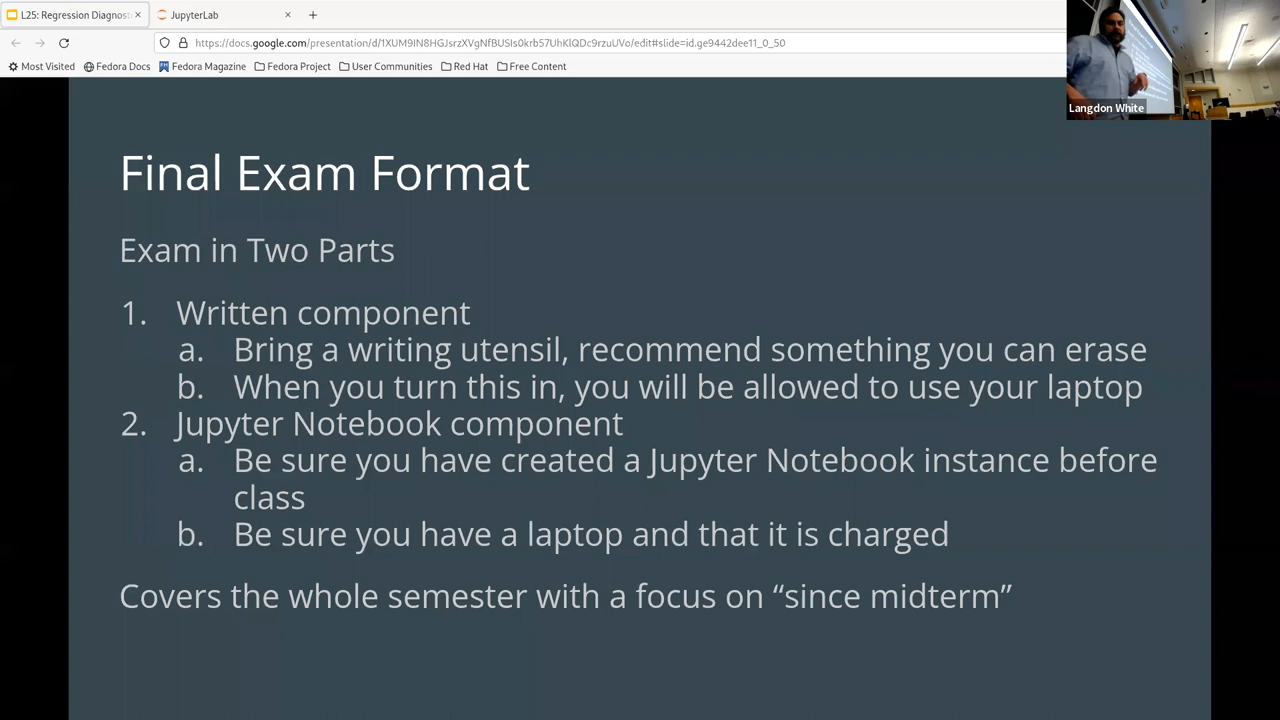 L25: Regression Diagnost
JupyterLab
https://docs.google.com/presentation/d/1XUM9IN8HGJsrzXVgNfBUSIs0krb57UhKlQDc9rzuUVo/edit#slide=id.ge9442dee11_0_50
Most Visited Fedora Docs Fedora Magazine Fedora Project User Communities Red Hat Free Content
Langdon White
Final Exam Format
Exam in Two Parts
1. Written component
a. Bring a writing utensil, recommend something you can erase
b. When you turn this in, you will be allowed to use your laptop
2. Jupyter Notebook component
a. Be sure you have created a Jupyter Notebook instance before
class
b. Be sure you have a laptop and that it is charged
Covers the whole semester with a focus on “since midterm”